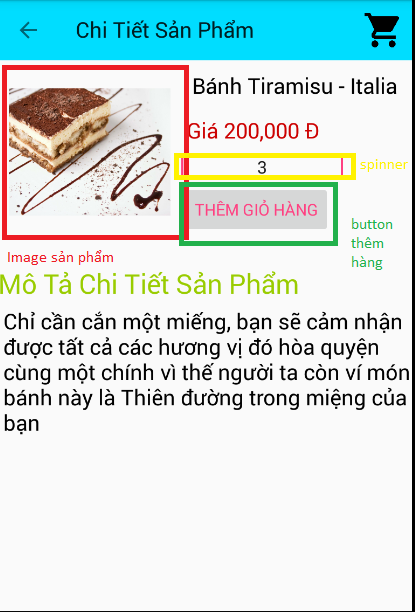 Chi Tiết Sản Phẩm
Bánh Tiramisu - Italia
Giá 200,000 Đ
3
spinner
THÊM GIỎ HÀNG
button
thêm
hàng
Image sản phẩm
Mô Tả Chi Tiết Sản Phẩm
Chỉ cần cắn một miếng, bạn sẽ cảm nhận
được tất cả các hương vị đó hòa quyện
cùng một chính vì thế người ta còn ví món
bánh này là Thiên đường trong miệng của
bạn